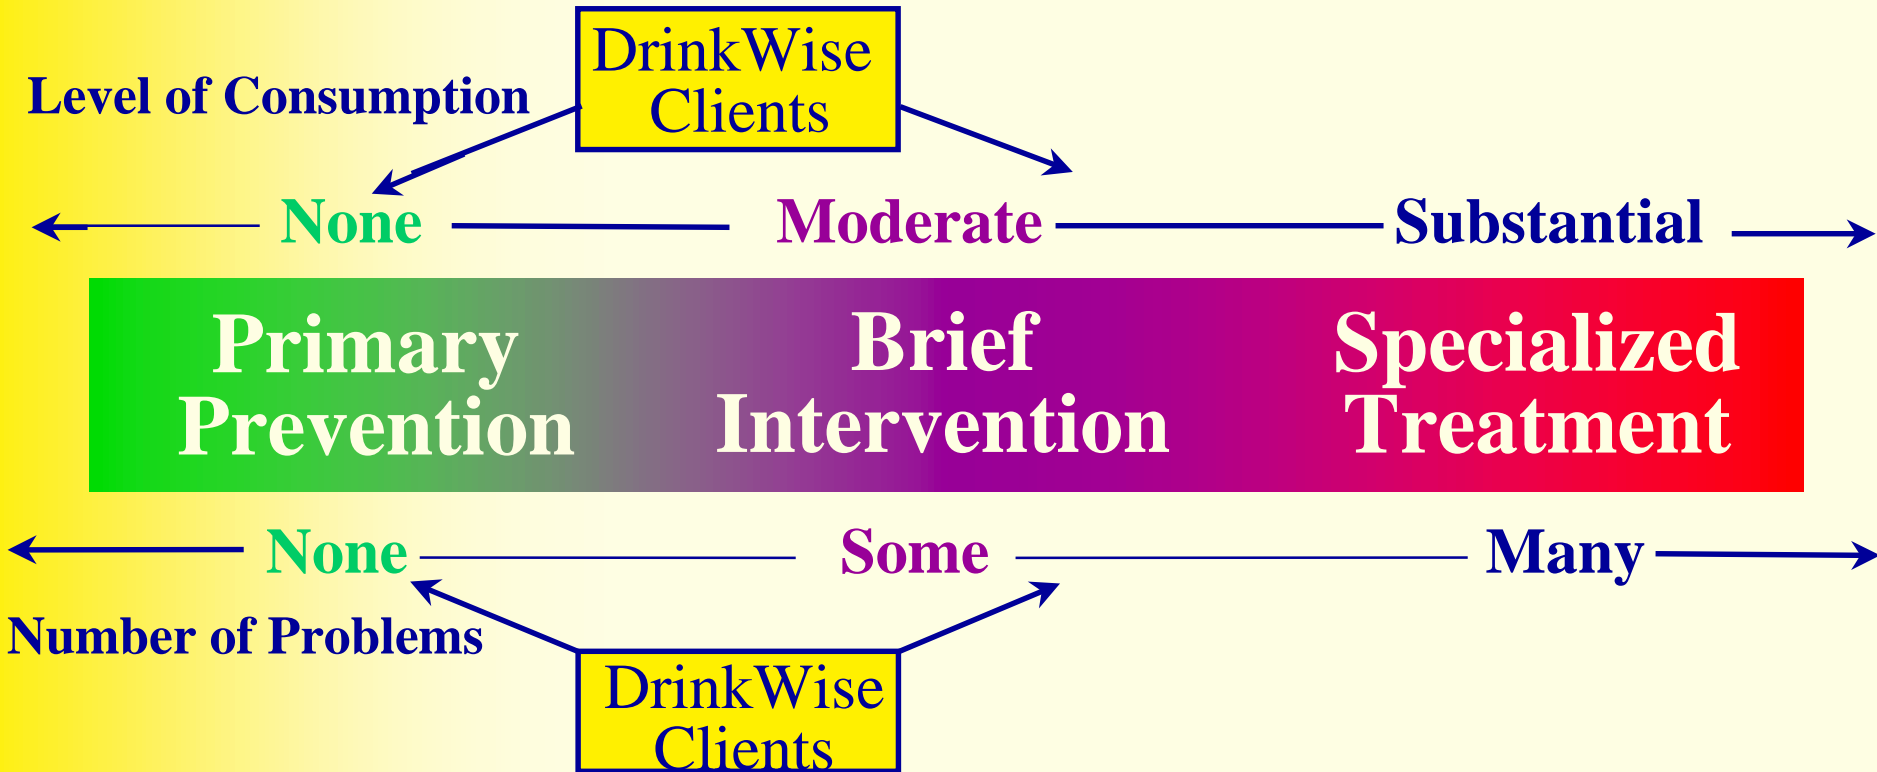 DrinkWise
Clients
Level of Consumption
None Moderate Substantial
Primary Brief Specialized
Prevention Intervention Treatment
None Some Many
Number of Problems
DrinkWise
Clients